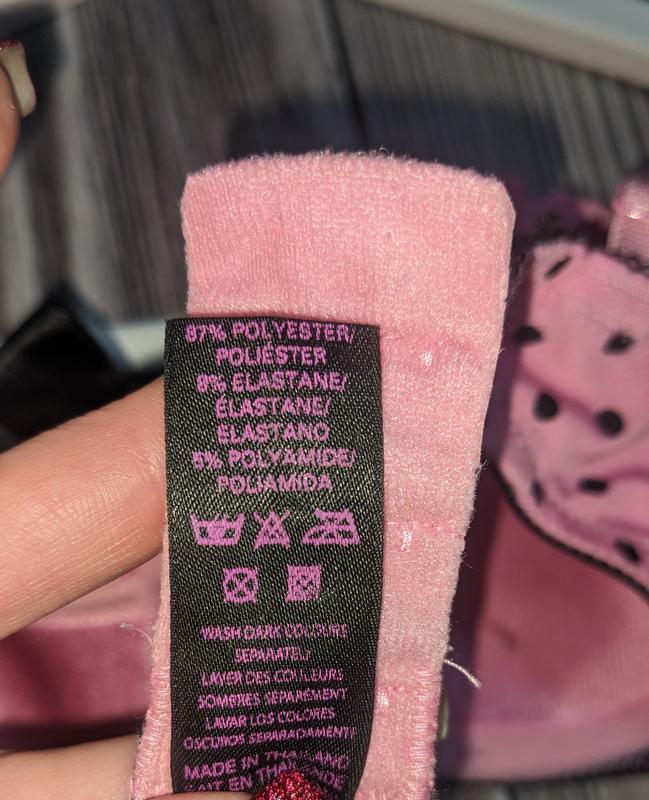 87% POLYESTER/
POLIÉSTER
8% ELASTANE/
ÉLASTANE/
ELASTANO
5% POLYAMIDE/
POLIAMIDA
WASH DARK COLOURS
SEPARATELY
LAVER DES COULEURS
SOMBRES SÉPARÉMENT
LAVAR LOS COLORES
OSCUROS SEPARADAMENTE
MADE IN THAILAND